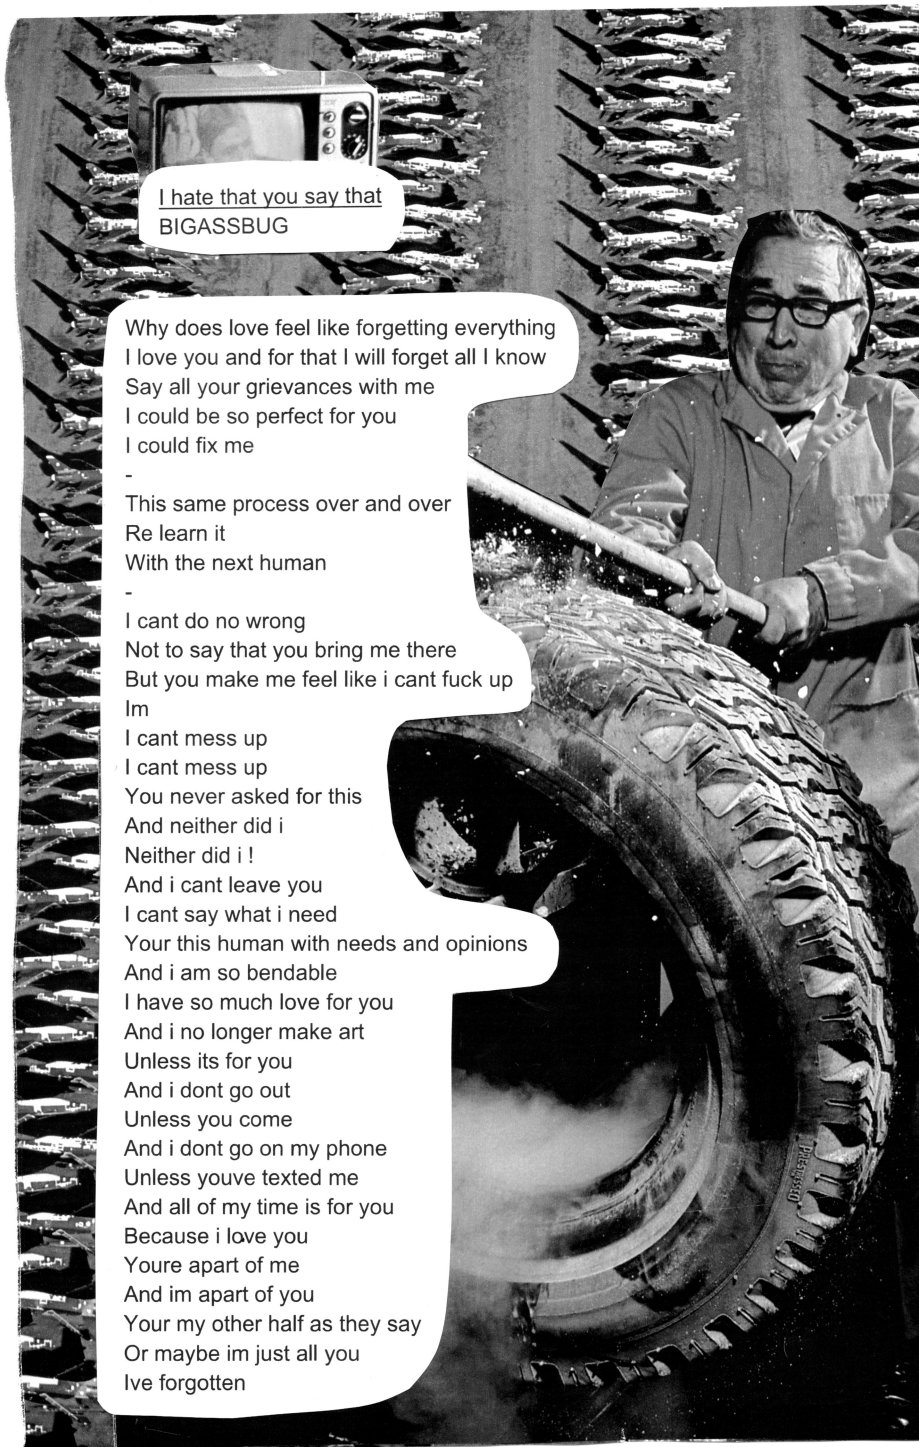 I hate that you say that
BIGASSBUG
Why does love feel like forgetting everything
I love you and for that I will forget all I know
Say all your grievances with me
I could be so perfect for you
I could fix me
-
This same process over and over
Re learn it
With the next human
-
I cant do no wrong
Not to say that you bring me there
But you make me feel like i cant fuck up
Im
I cant mess up
I cant mess up
You never asked for this
And neither did i
Neither did i !
And i cant leave you
I cant say what i need
Your this human with needs and opinions
And i am so bendable
I have so much love for you
And i no longer make art
Unless its for you
And i dont go out
Unless you come
And i dont go on my phone
Unless youve texted me
And all of my time is for you
Because i love you
Youre apart of me
And im apart of you
Your my other half as they say
Or maybe im just all you
Ive forgotten